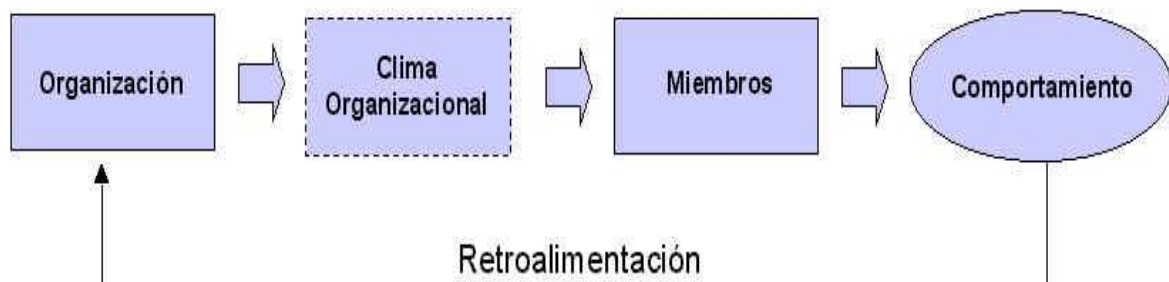 Organización
Clima
Organizacional
Miembros
Comportamiento
Retroalimentación